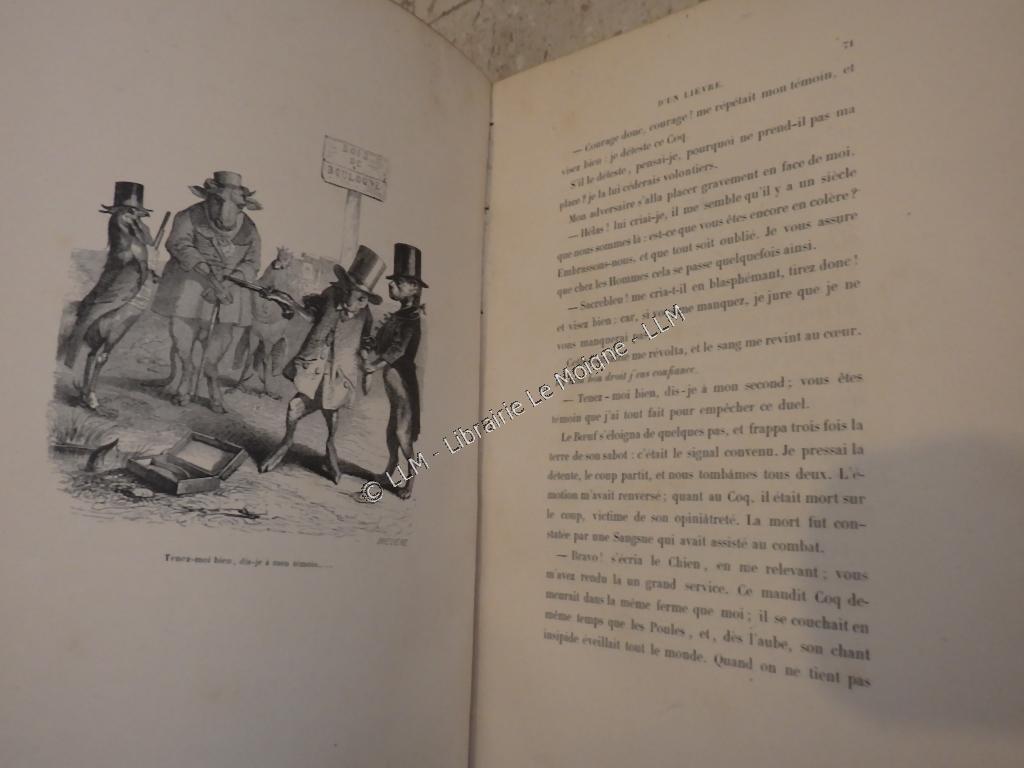 BOIS
DE
BOULOGNE
BREVIERE
Tenez-moi bien, dis-je à mon témoin....
71
D'UN LIÈVRE.
— Courage donc, courage! me répétait mon témoin, et
visez bien : je déteste ce Coq.
S'il le déteste, pensai-je, pourquoi ne prend-il pas ma
place? je la lui céderais volontiers.
Mon adversaire s'alla placer gravement en face de moi.
— Hélas! lui criai-je, il me semble qu'il y a un siècle
que nous sommes là : est-ce que vous êtes encore en colère?
Embrassons-nous, et que tout soit oublié. Je vous assure
que chez les Hommes cela se passe quelquefois ainsi.
— Sacrebleu! me cria-t-il en blasphémant, tirez donc!
et visez bien; car, si vous me manquez, je jure que je ne
vous manquerai pas.
me révolta, et le sang me revint au cœur.
bon droit j'eus confiance.
— Tenez-moi bien, dis-je à mon second; vous êtes
témoin que j'ai tout fait pour empêcher ce duel.
Le Bœuf s'éloigna de quelques pas, et frappa trois fois la
terre de son sabot : c'était le signal convenu. Je pressai la
détente, le coup partit, et nous tombâmes tous deux. L'é-
motion m'avait renversé; quant au Coq, il était mort sur
le coup, victime de son opiniâtreté. La mort fut con-
statée par une Sangsue qui avait assisté au combat.
— Bravo! s'écria le Chien, en me relevant; vous
m'avez rendu là un grand service. Ce maudit Coq de-
meurait dans la même ferme que moi; il se couchait en
même temps que les Poules, et, dès l'aube, son chant
insipide éveillait tout le monde. Quand on ne tient pas
© LLM - Librairie Le Moigne - LLM